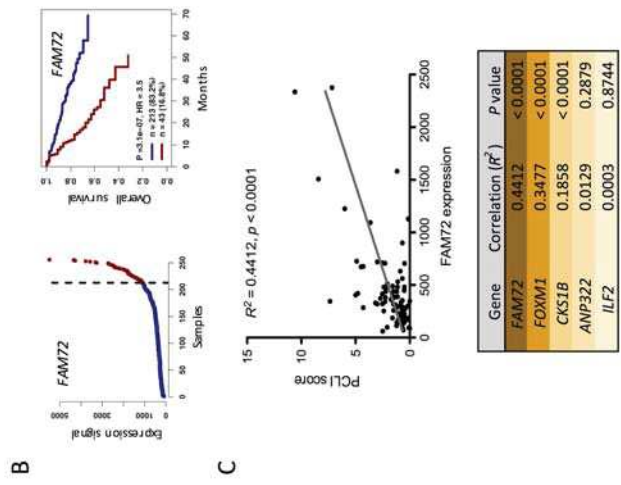 B
FAM72
Expression signal
5000
3000
1000
0
0
50
100
150
200
250
Samples
FAM72
Overall survival
1.0
0.8
0.6
0.4
0.2
0.0
P ≤3.1e-07, HR = 3.5
n = 213 (83.2%)
n = 43 (16.8%)
0
10
20
30
40
50
60
70
Months
C
R² = 0.4412, p < 0.0001
PCLI score
15
10
5
0
0
500
1000
1500
2000
2500
FAM72 expression
Gene Correlation (R²) P value
FAM72 0.4412 < 0.0001
FOXM1 0.3477 < 0.0001
CKS1B 0.1858 < 0.0001
ANP322 0.0129 0.2879
ILF2 0.0003 0.8744